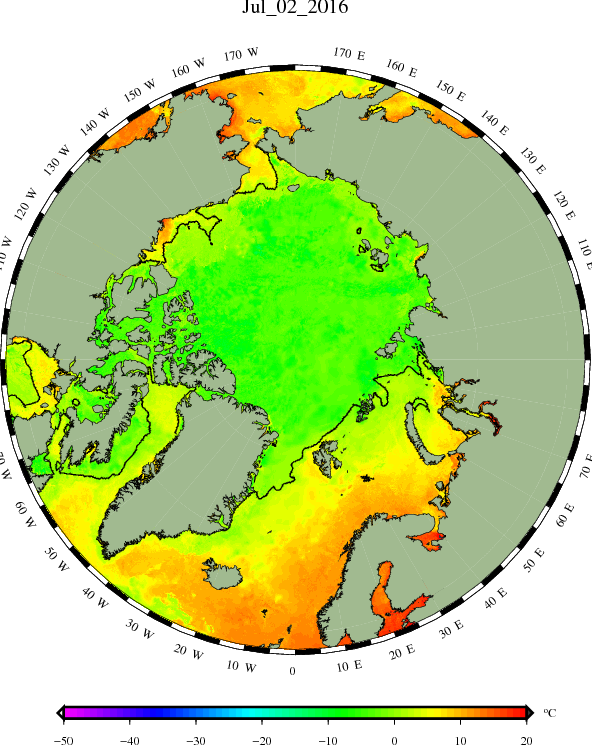 Jul_02_2016
170 W
170 E
160 W
160 E
150 W
150 E
140 W
140 E
130 W
130 E
120 W
120 E
110 E
70 E
60 W
60 E
50 W
50 E
40 W
40 E
30 W
30 E
20 W
20 E
10 W
10 E
0
°C
−50
−40
−30
−20
−10
0
10
20